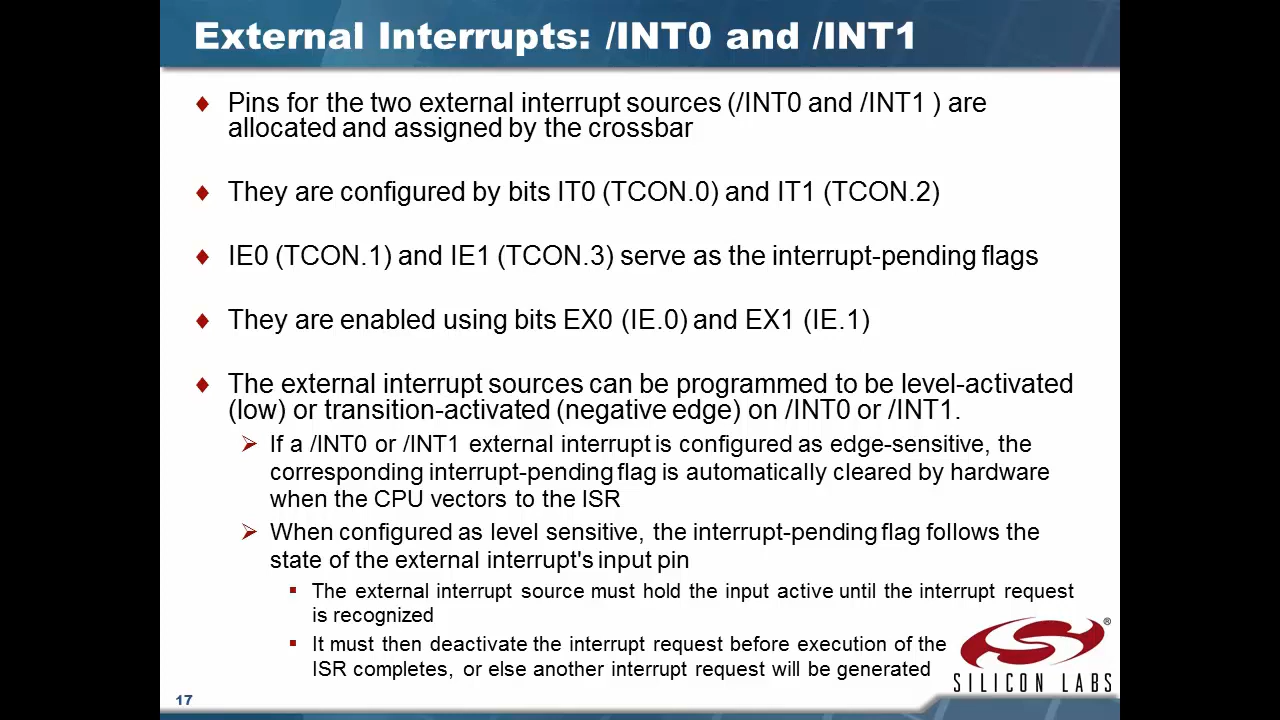 External Interrupts: /INT0 and /INT1
♦ Pins for the two external interrupt sources (/INT0 and /INT1 ) are
allocated and assigned by the crossbar
♦ They are configured by bits IT0 (TCON.0) and IT1 (TCON.2)
♦ IE0 (TCON.1) and IE1 (TCON.3) serve as the interrupt-pending flags
♦ They are enabled using bits EX0 (IE.0) and EX1 (IE.1)
♦ The external interrupt sources can be programmed to be level-activated
(low) or transition-activated (negative edge) on /INT0 or /INT1.
➢ If a /INT0 or /INT1 external interrupt is configured as edge-sensitive, the
corresponding interrupt-pending flag is automatically cleared by hardware
when the CPU vectors to the ISR
➢ When configured as level sensitive, the interrupt-pending flag follows the
state of the external interrupt's input pin
▪ The external interrupt source must hold the input active until the interrupt request
is recognized
▪ It must then deactivate the interrupt request before execution of the
ISR completes, or else another interrupt request will be generated
®
SILICON LABS
17